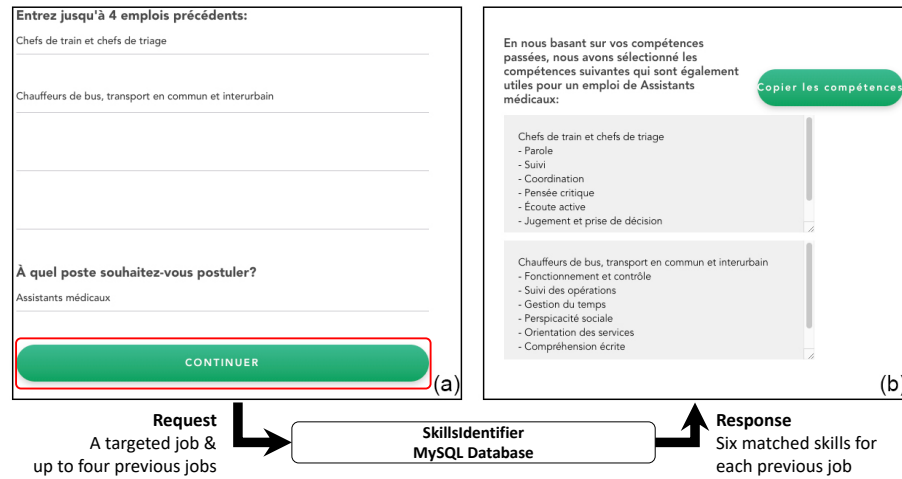 Entrez jusqu'à 4 emplois précédents:
Chefs de train et chefs de triage
Chauffeurs de bus, transport en commun et interurbain
À quel poste souhaitez-vous postuler?
Assistants médicaux
CONTINUER
(a)
En nous basant sur vos compétences
passées, nous avons sélectionné les
compétences suivantes qui sont également
utiles pour un emploi de Assistants
médicaux:
Copier les compétences
Chefs de train et chefs de triage
- Parole
- Suivi
- Coordination
- Pensée critique
- Écoute active
- Jugement et prise de décision
Chauffeurs de bus, transport en commun et interurbain
- Fonctionnement et contrôle
- Suivi des opérations
- Gestion du temps
- Perspicacité sociale
- Orientation des services
- Compréhension écrite
(b)
Request
A targeted job &
up to four previous jobs
SkillsIdentifier
MySQL Database
Response
Six matched skills for
each previous job